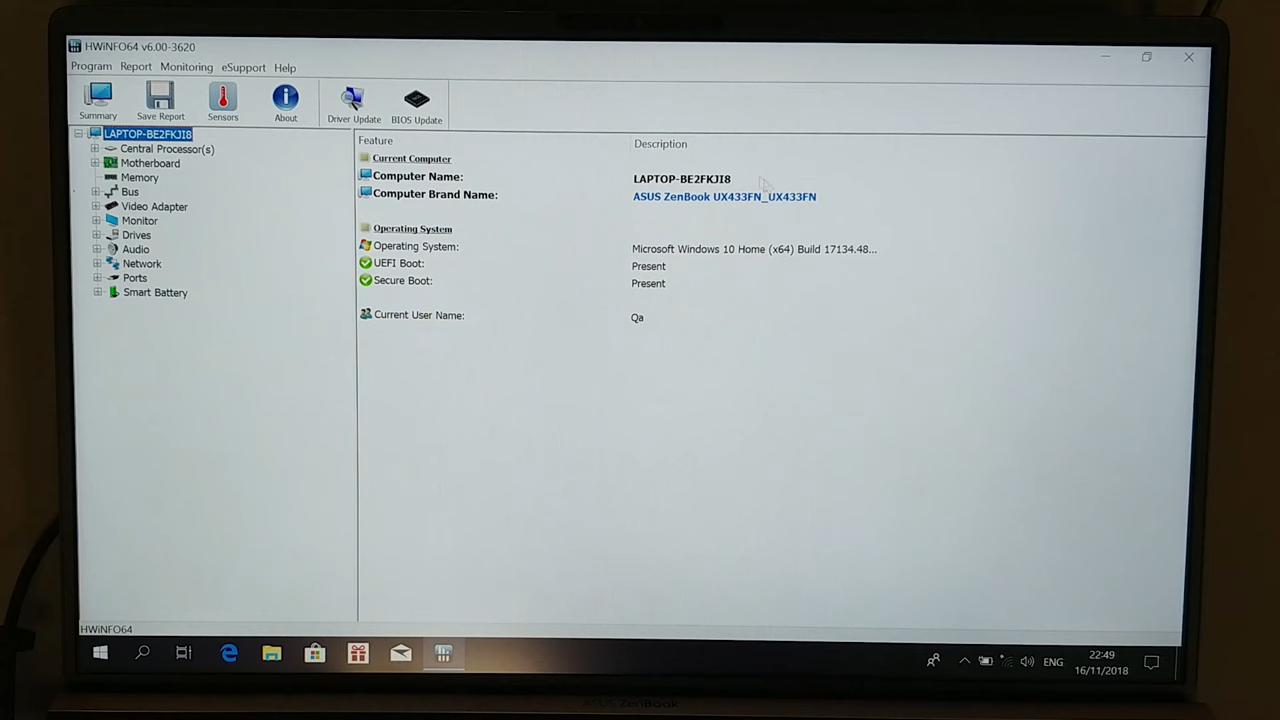 HWiNFO64 v6.00-3620
Program Report Monitoring eSupport Help
Summary Save Report Sensors About Driver Update BIOS Update
LAPTOP-BE2FKJI8
Central Processor(s)
Motherboard
Memory
Bus
Video Adapter
Monitor
Drives
Audio
Network
Ports
Smart Battery
Feature Description
Current Computer
Computer Name: LAPTOP-BE2FKJI8
Computer Brand Name: ASUS ZenBook UX433FN_UX433FN
Operating System
Operating System: Microsoft Windows 10 Home (x64) Build 17134.48...
UEFI Boot: Present
Secure Boot: Present
Current User Name: Qa
HWiNFO64
ENG
22:49
16/11/2018
ASUS ZenBook